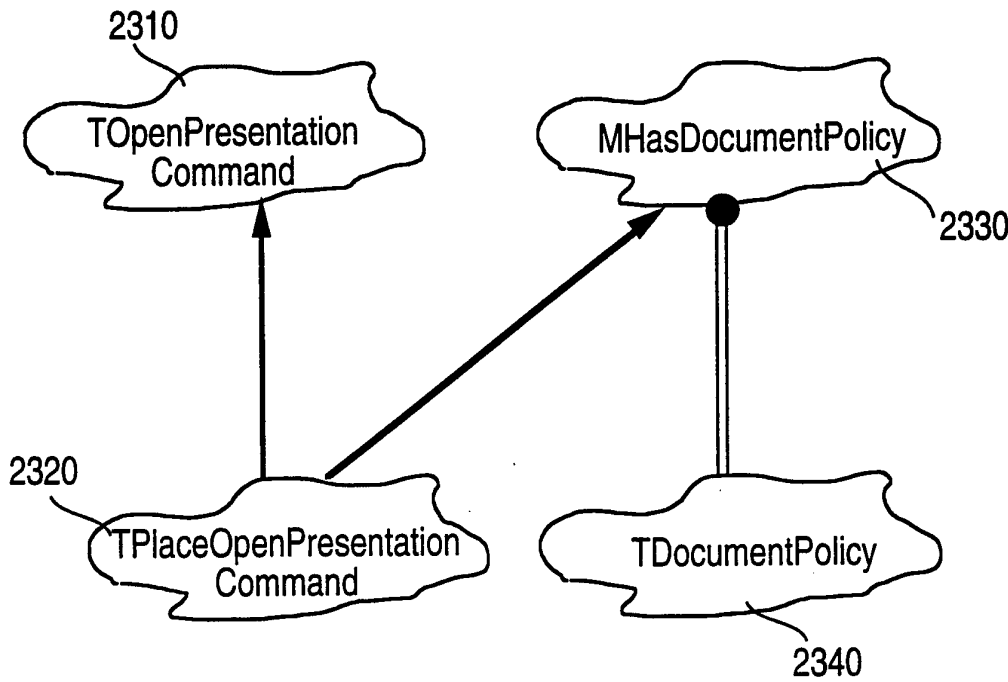 2310
TOpenPresentation
Command
MHasDocumentPolicy
2330
2320
TPlaceOpenPresentation
Command
TDocumentPolicy
2340